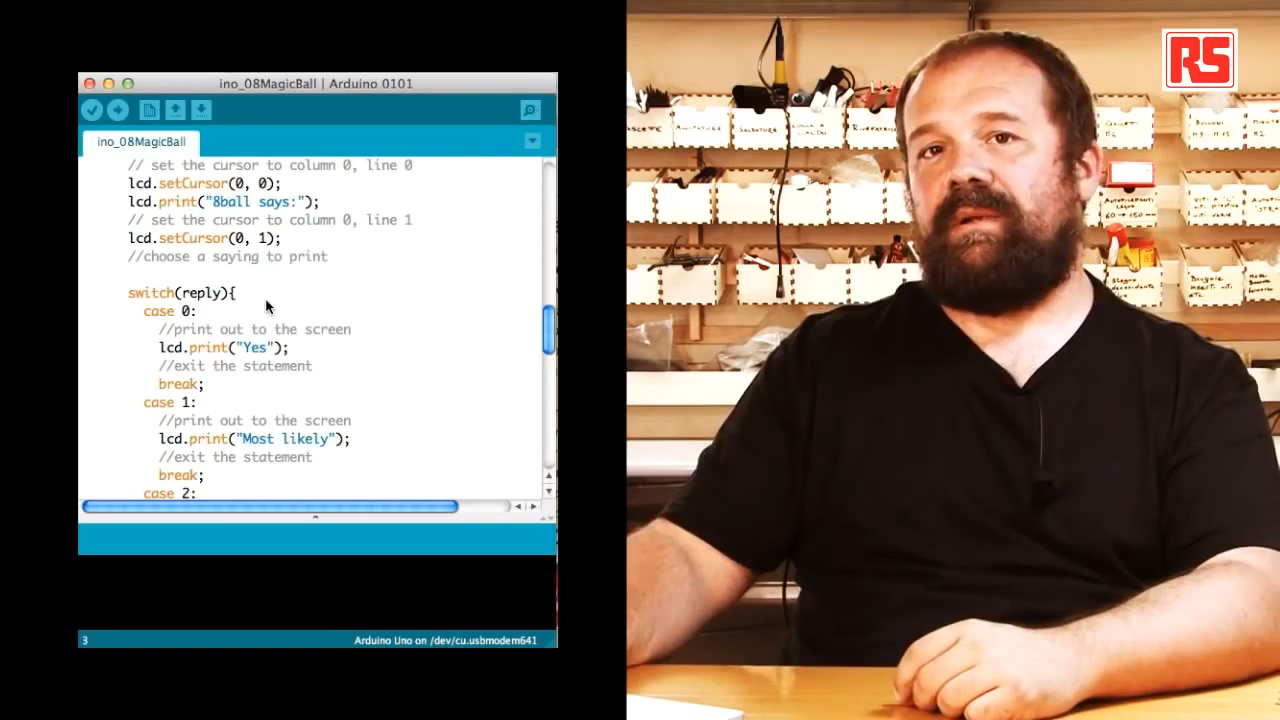 ino_08MagicBall | Arduino 0101
ino_08MagicBall
// set the cursor to column 0, line 0
lcd.setCursor(0, 0);
lcd.print("8ball says:");
// set the cursor to column 0, line 1
lcd.setCursor(0, 1);
//choose a saying to print
switch(reply){
case 0:
//print out to the screen
lcd.print("Yes");
//exit the statement
break;
case 1:
//print out to the screen
lcd.print("Most likely");
//exit the statement
break;
case 2:
3
Arduino Uno on /dev/cu.usbmodem641
RS